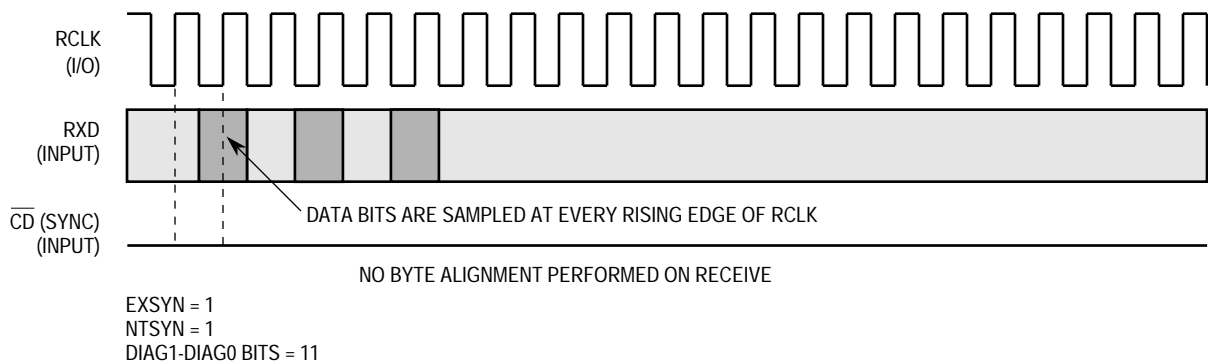 RCLK
(I/O)
RXD
(INPUT)
DATA BITS ARE SAMPLED AT EVERY RISING EDGE OF RCLK
CD (SYNC)
(INPUT)
NO BYTE ALIGNMENT PERFORMED ON RECEIVE
EXSYN = 1
NTSYN = 1
DIAG1-DIAG0 BITS = 11